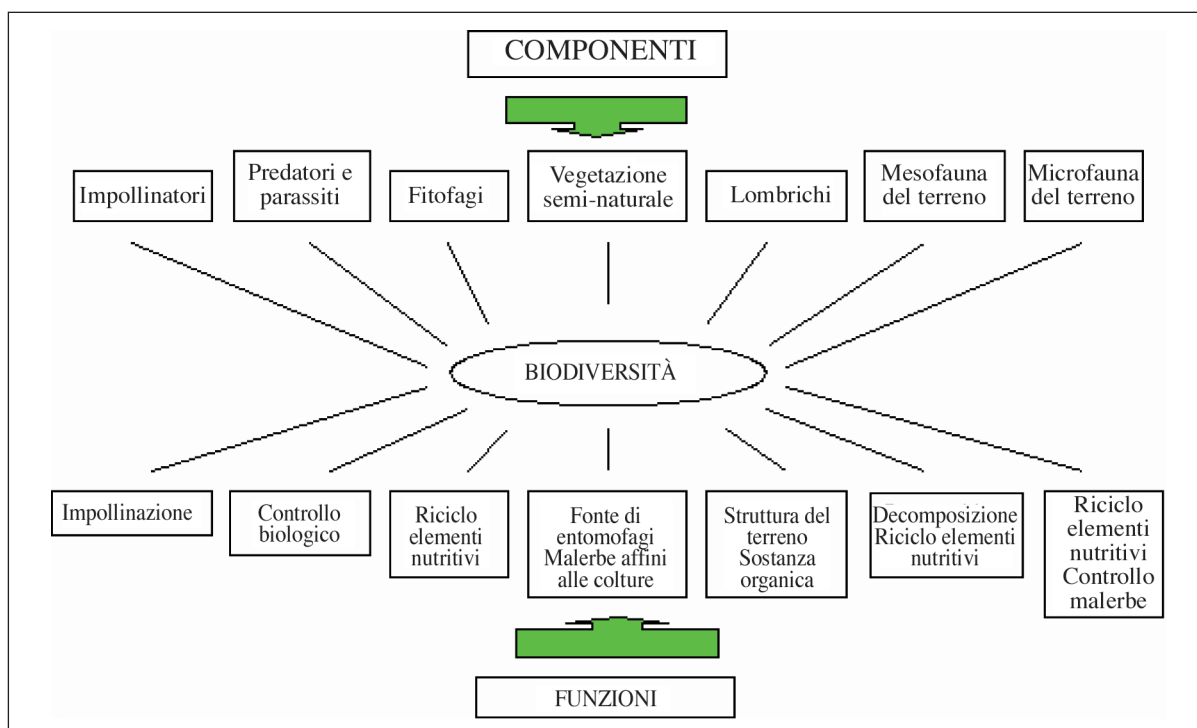 COMPONENTI
Impollinatori
Predatori e
parassiti
Fitofagi
Vegetazione
semi-naturale
Lombrichi
Mesofauna
del terreno
Microfauna
del terreno
BIODIVERSITÀ
Impollinazione
Controllo
biologico
Riciclo
elementi
nutritivi
Fonte di
entomofagi
Malerbe affini
alle colture
Struttura del
terreno
Sostanza
organica
Decomposizione
Riciclo elementi
nutritivi
Riciclo
elementi
nutritivi
Controllo
malerbe
FUNZIONI